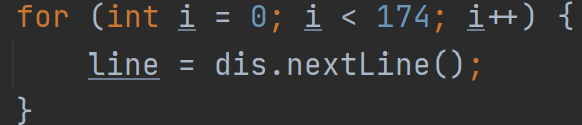 for (int i = 0; i < 174; i++) {
    line = dis.nextLine();
}